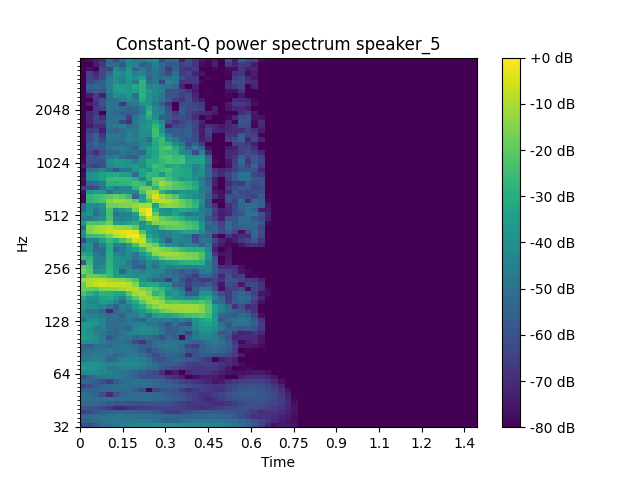 Constant-Q power spectrum speaker_5
+0 dB
2048
-10 dB
1024
-20 dB
-30 dB
512
Hz
-40 dB
256
-50 dB
128
-60 dB
64
-70 dB
32
-80 dB
0 0.15 0.3 0.45 0.6 0.75 0.9 1.1 1.2 1.4
Time